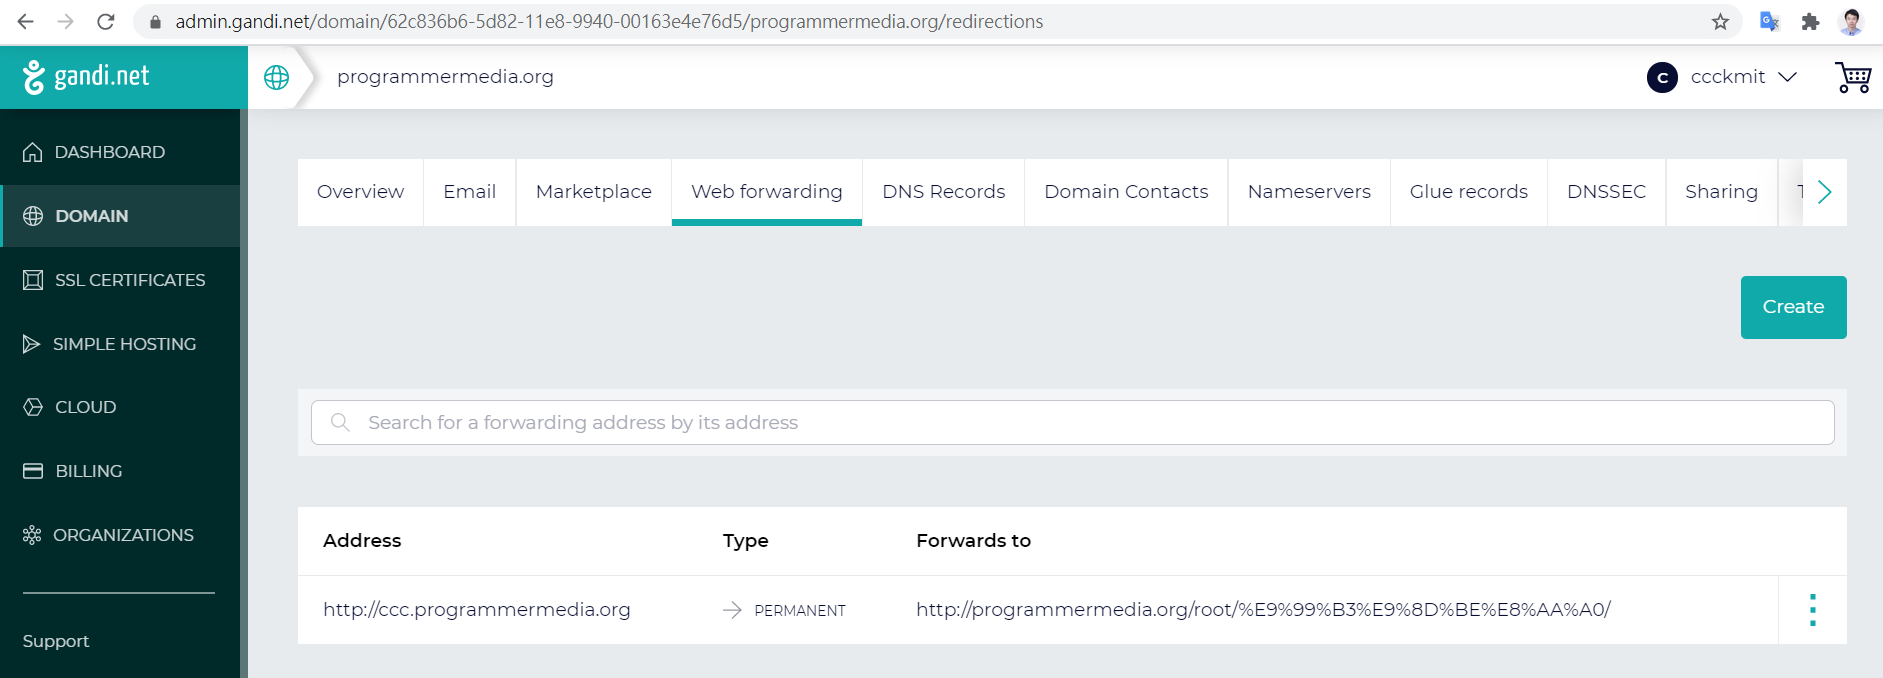 admin.gandi.net/domain/62c836b6-5d82-11e8-9940-00163e4e76d5/programmermedia.org/redirections
gandi.net
programmermedia.org
C
ccckmit
DASHBOARD
DOMAIN
SSL CERTIFICATES
SIMPLE HOSTING
CLOUD
BILLING
ORGANIZATIONS
Support
Overview Email Marketplace Web forwarding DNS Records Domain Contacts Nameservers Glue records DNSSEC Sharing
Create
Search for a forwarding address by its address
Address Type Forwards to
http://ccc.programmermedia.org PERMANENT http://programmermedia.org/root/%E9%99%B3%E9%8D%BE%E8%AA%A0/